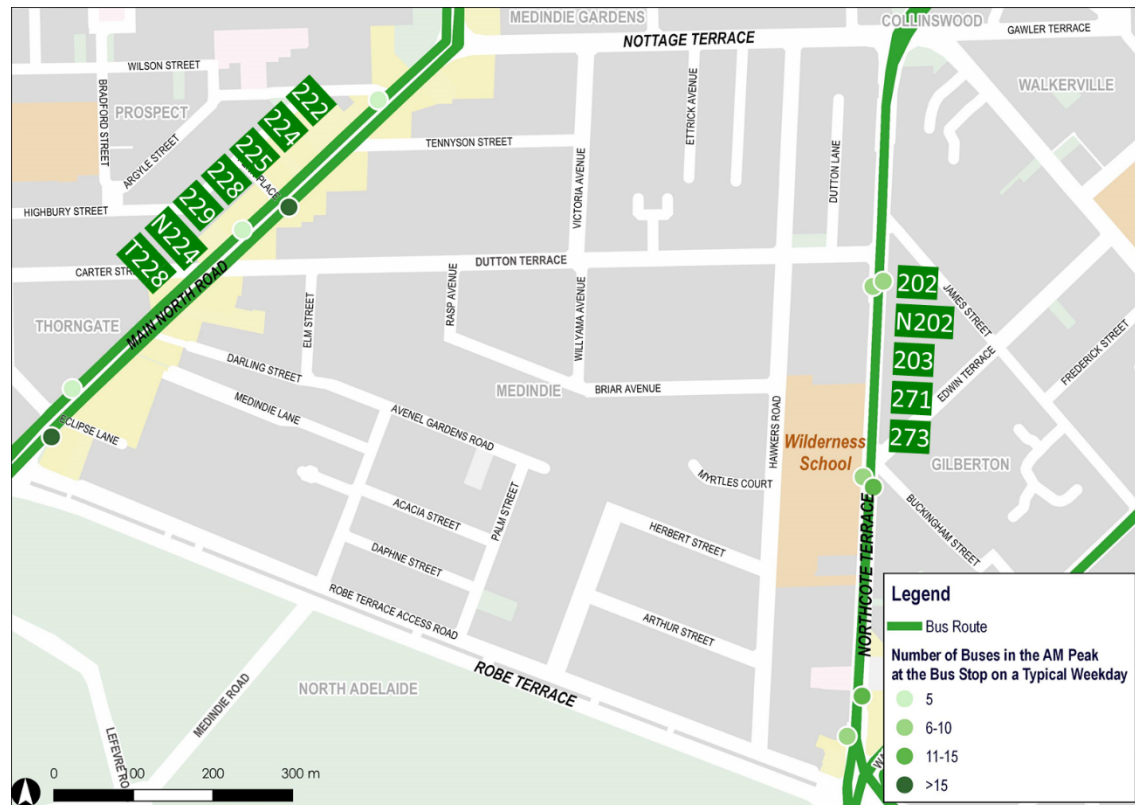 MEDINDIE GARDENS
COLLINSWOOD
NOTTAGE TERRACE
GAWLER TERRACE
WILSON STREET
BRADFORD STREET
PROSPECT
WALKERVILLE
222
224
225
228
229
N224
T228
ETTRICK AVENUE
ARGYLE STREET
TENNYSON STREET
PLACE
DUTTON LANE
VICTORIA AVENUE
HIGHBURY STREET
CARTER
DUTTON TERRACE
MAIN NORTH ROAD
202
N202
203
271
273
JAMES STREET
FREDERICK STREET
EDWIN TERRACE
THORNGATE
ELM STREET
RASP AVENUE
WILLYAMA AVENUE
DARLING STREET
MEDINDIE
BRIAR AVENUE
MEDINDIE LANE
AVENEL GARDENS ROAD
HAWKERS ROAD
ECLIPSE LANE
Wilderness
School
GILBERTON
MYRTLES COURT
BUCKINGHAM STREET
ACACIA STREET
PALM STREET
HERBERT STREET
NORTHCOTE TERRACE
DAPHNE STREET
ROBE TERRACE ACCESS ROAD
ARTHUR STREET
ROBE TERRACE
NORTH ADELAIDE
MEDINDIE ROAD
LEFEVRE
Legend
Bus Route
Number of Buses in the AM Peak
at the Bus Stop on a Typical Weekday
5
6-10
11-15
>15
0 100 200 300 m